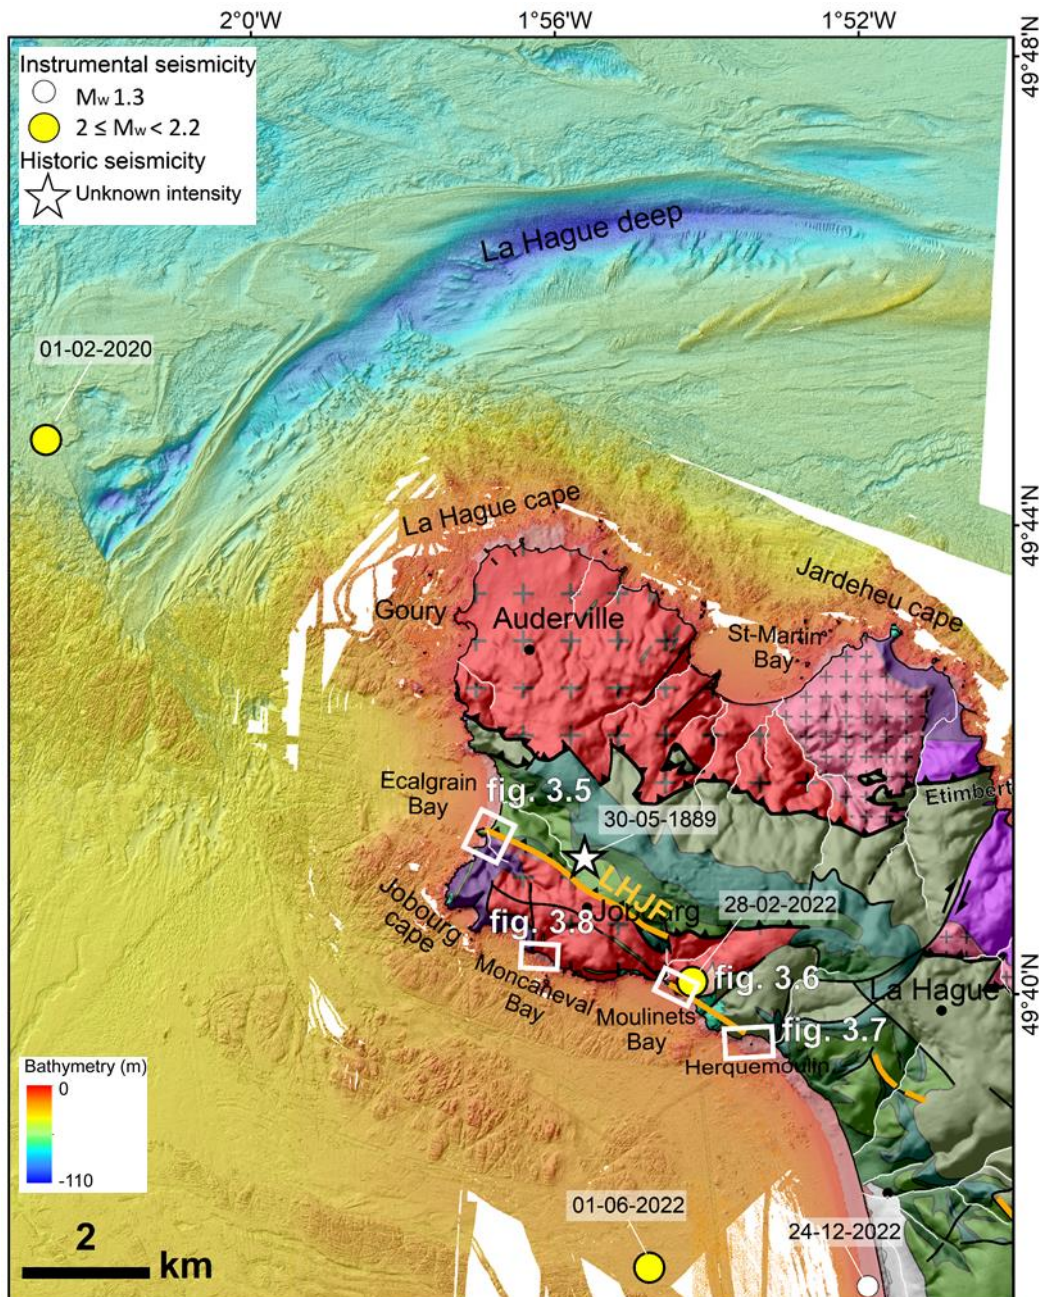 2°0'W
1°56'W
1°52'W
49°48'N
Instrumental seismicity
Mw 1.3
2 ≤ Mw < 2.2
Historic seismicity
Unknown intensity
La Hague deep
01-02-2020
49°44'N
La Hague cape
Jardeheu cape
Goury
Auderville
St-Martin
Bay
Ecalgrain
Bay
fig. 3.5
Etimbert
30-05-1889
LHJF
Jobourg
28-02-2022
Jobourg
cape
fig. 3.8
Moncaneval
Bay
fig. 3.6
La Hague
49°40'N
Moulinets
Bay
fig. 3.7
Herquemoulin
Bathymetry (m)
0
-110
01-06-2022
24-12-2022
2
km